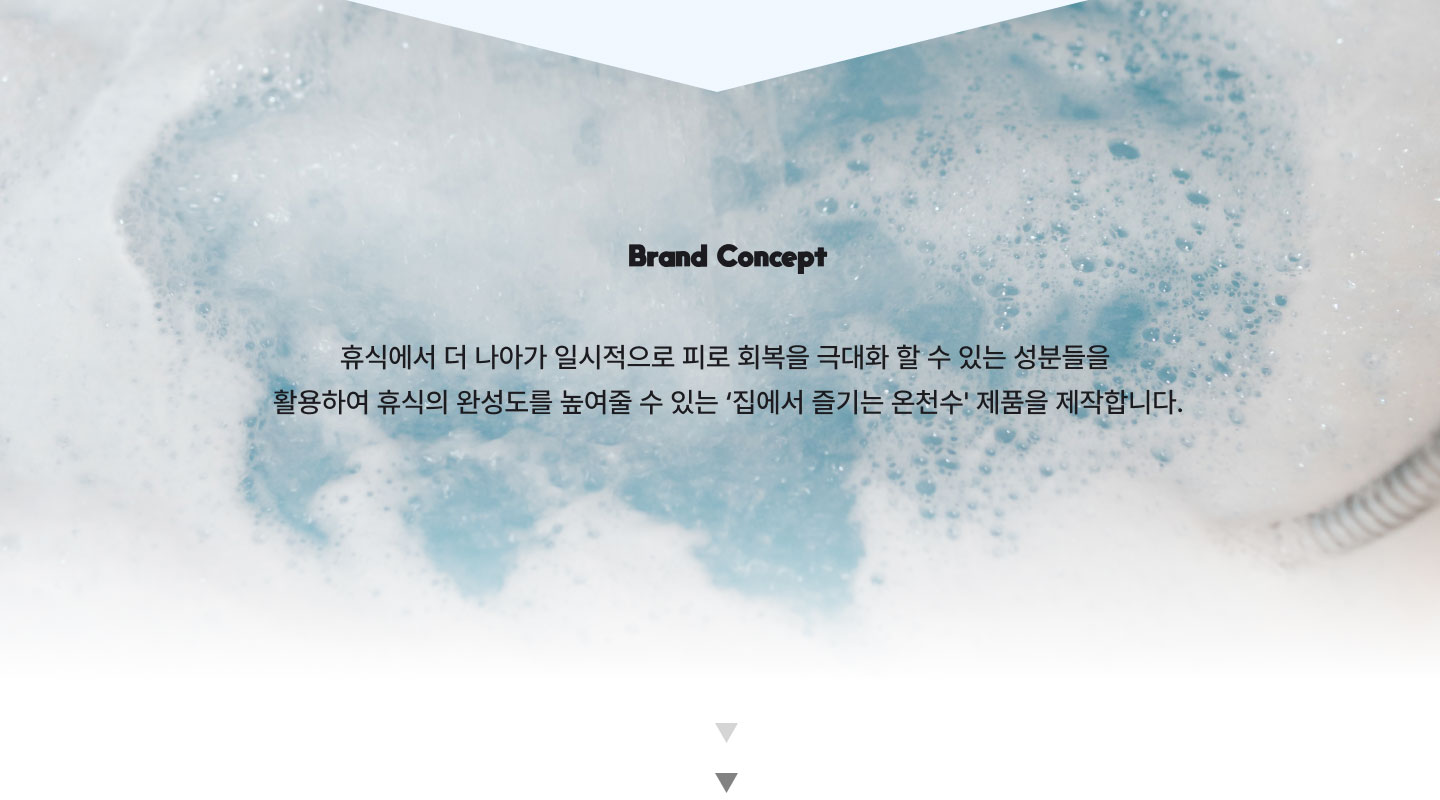 Brand Concept
휴식에서 더 나아가 일시적으로 피로 회복을 극대화 할 수 있는 성분들을
활용하여 휴식의 완성도를 높여줄 수 있는 ‘집에서 즐기는 온천수' 제품을 제작합니다.